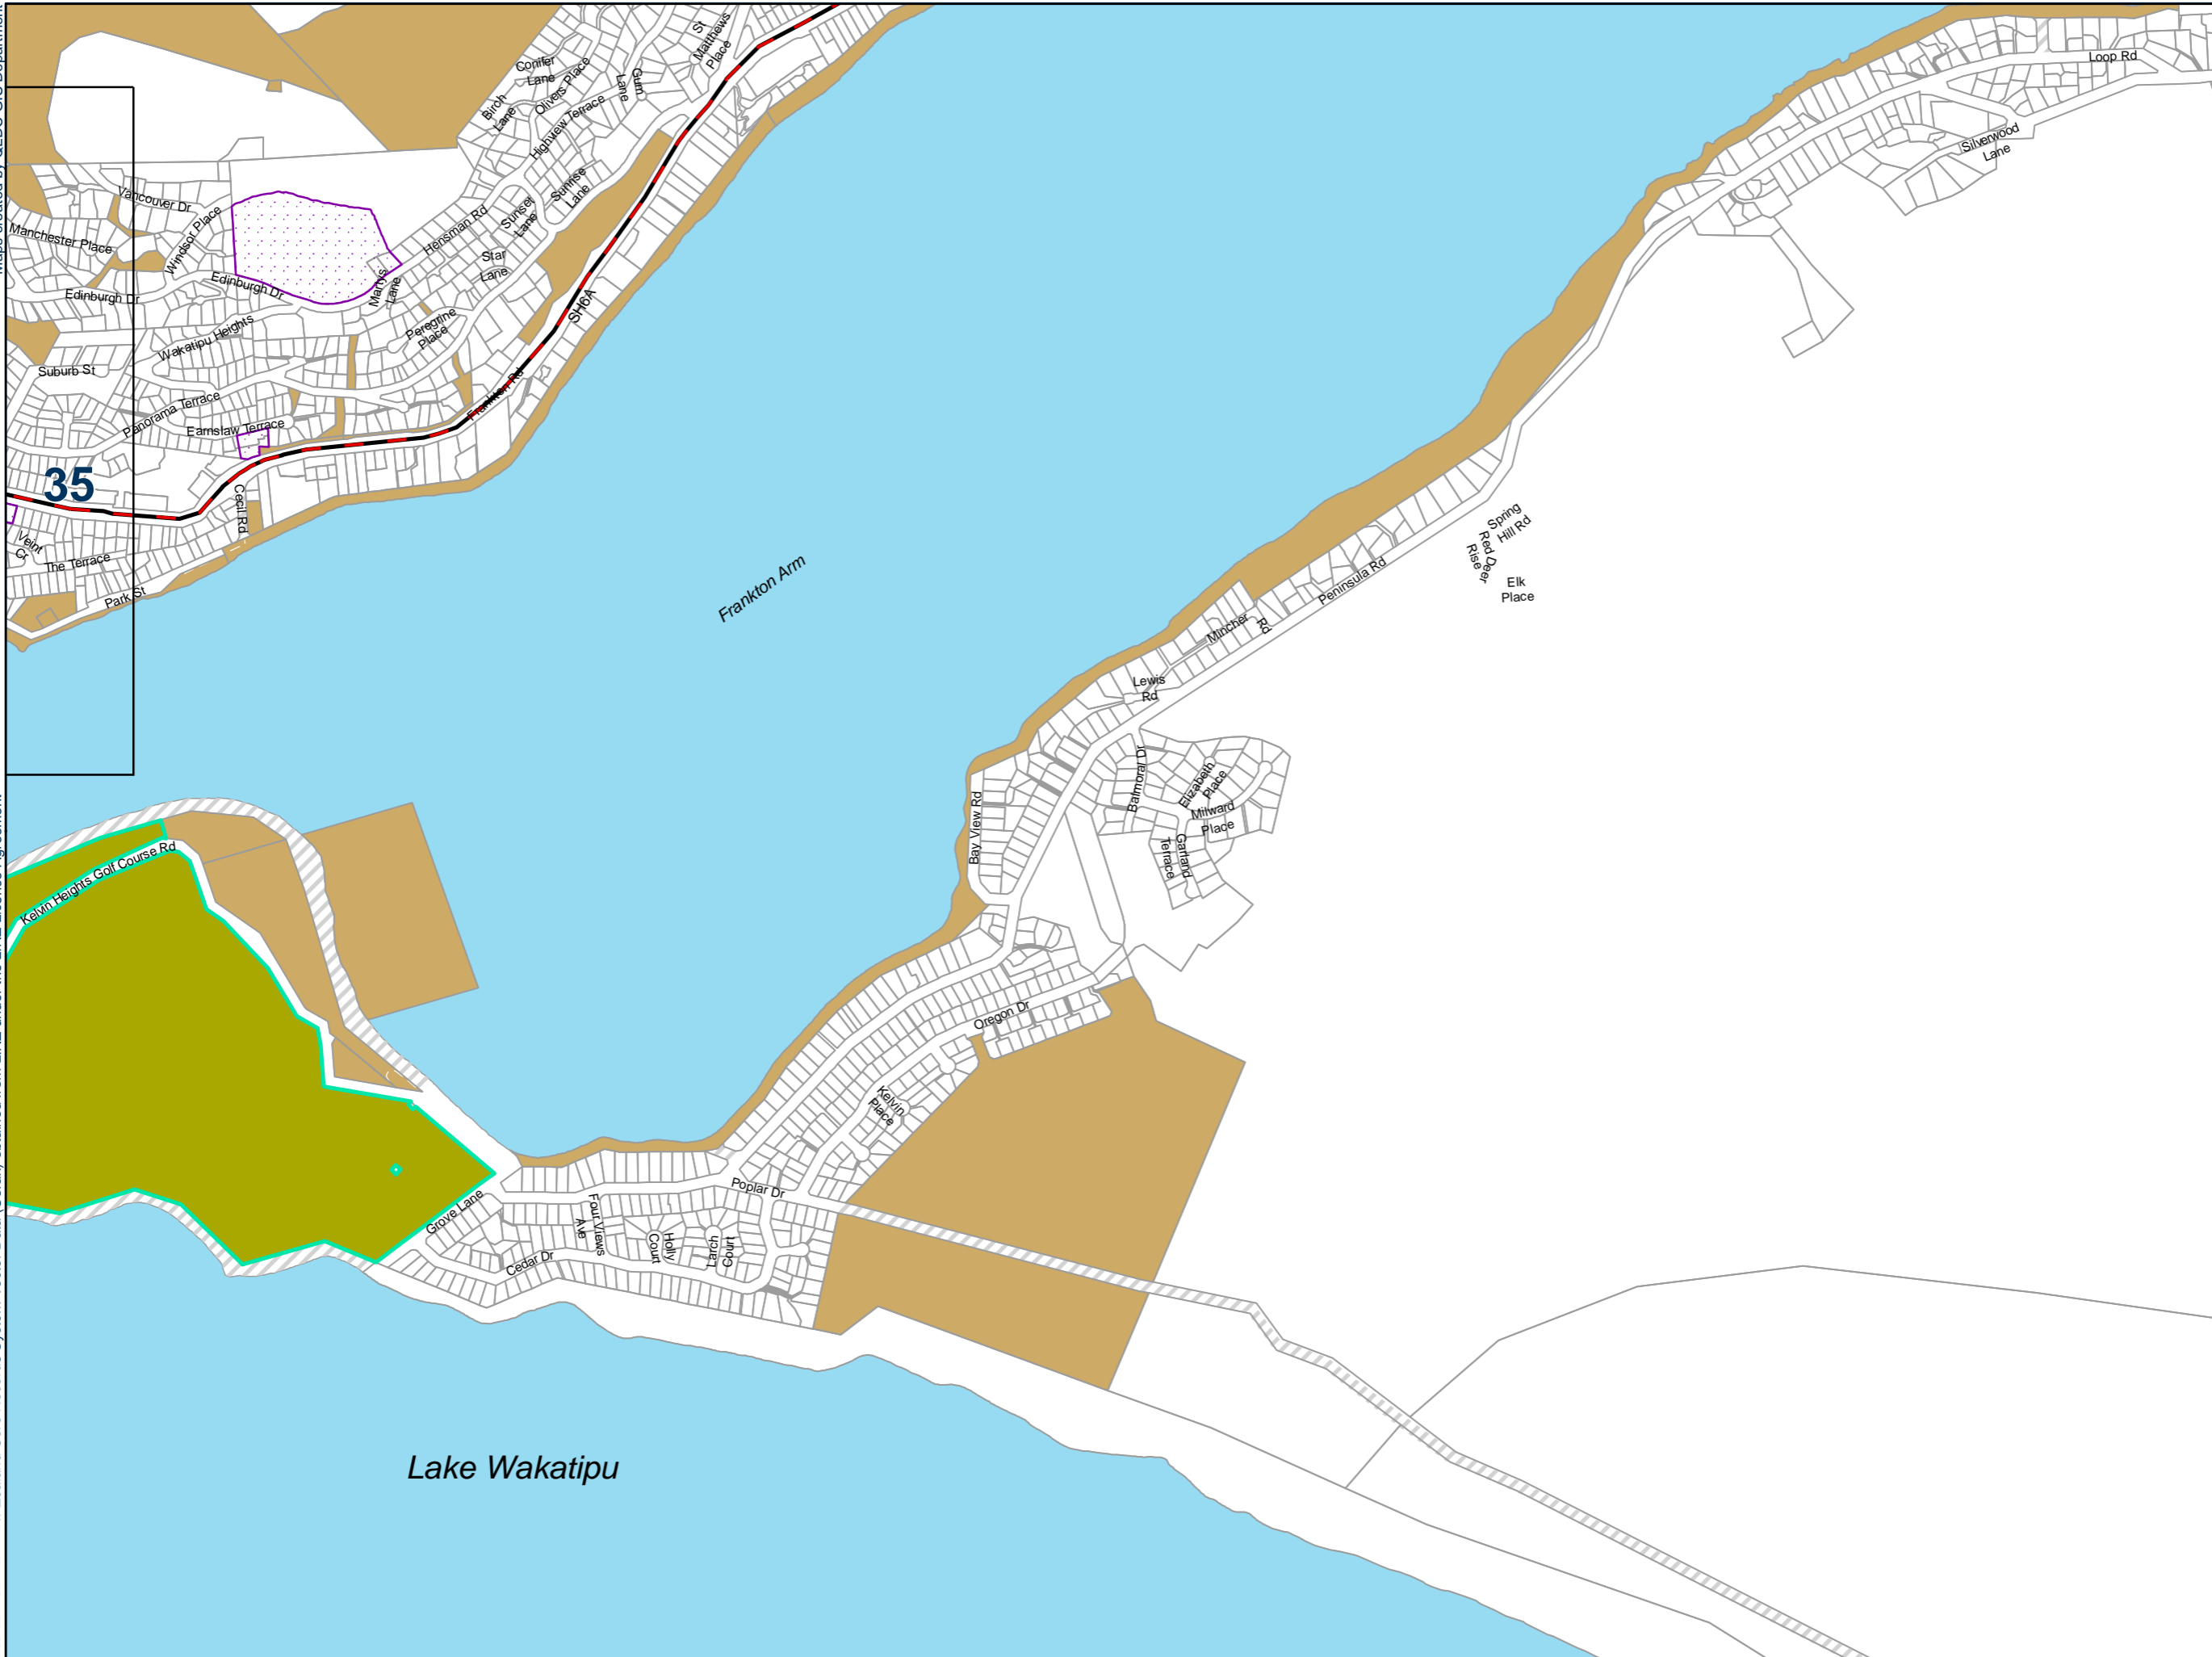 St
Matthews
Place
Conifer
Lane
Olivers Place
Gum
Lane
Birch
Lane
Highview Terrace
Loop Rd
Silverwood
Lane
Vancouver Dr
Manchester Place
Windsor Place
Sunrise
Lane
Sunset
Lane
Hensman Rd
Star
Lane
Edinburgh Dr
Edinburgh Dr
Martys
Lane
SH6A
Peregrine
Place
Wakatipu Heights
Suburb St
Frankton Rd
Panorama Terrace
Earnslaw Terrace
35
Cecil Rd
Veint
Cr
The Terrace
Park St
Frankton Arm
Spring
Hill Rd
Red Deer
Rise
Elk
Place
Peninsula Rd
Mincher
Rd
Lewis
Rd
Balmoral Dr
Elizabeth
Place
Milward
Place
Garland
Terrace
Bay View Rd
Kelvin Heights Golf Course Rd
Oregon Dr
Kelvin
Place
Poplar Dr
Grove Lane
Four Views
Ave
Holly
Court
Larch
Court
Cedar Dr
Lake Wakatipu